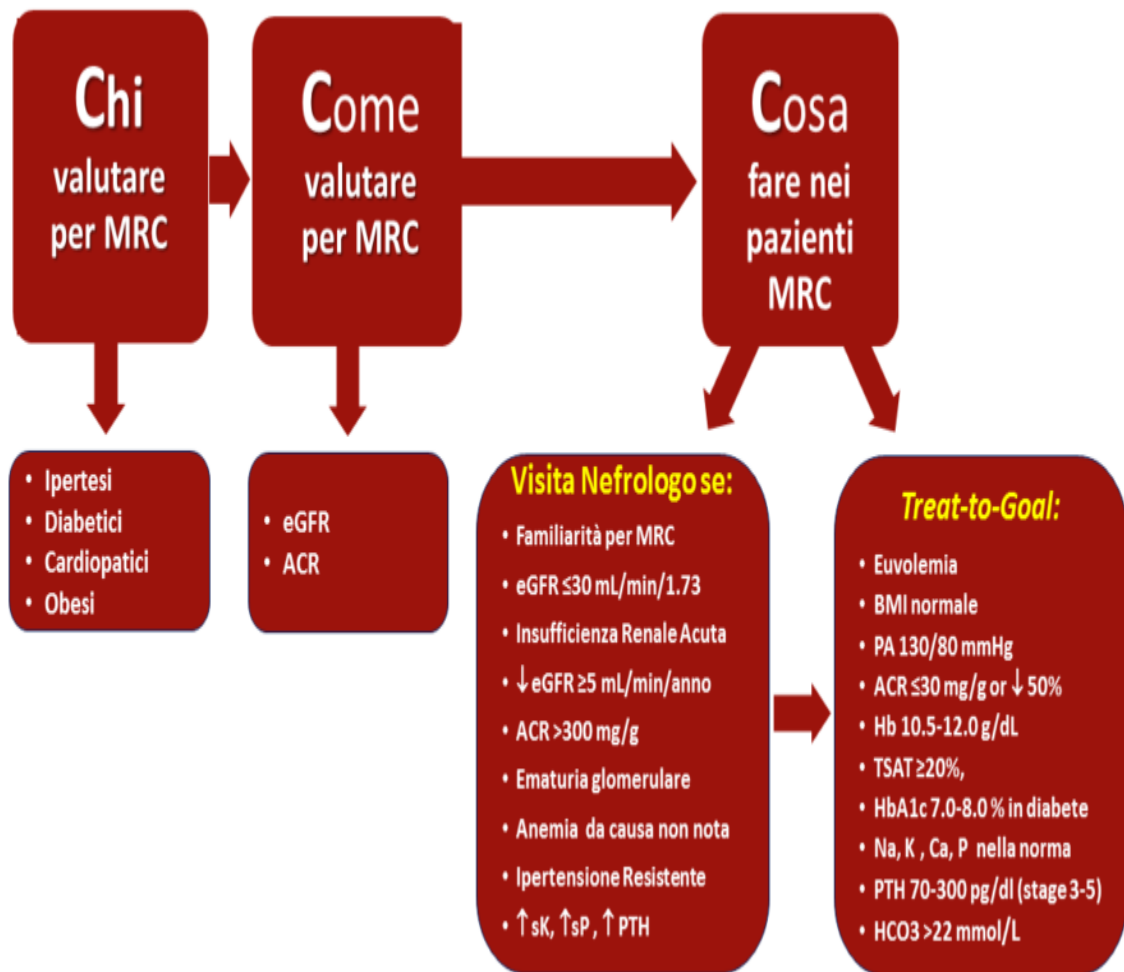 Chi
valutare
per MRC
Come
valutare
per MRC
Cosa
fare nei
pazienti
MRC
• Ipertesi
• Diabetici
• Cardiopatici
• Obesi
• eGFR
• ACR
Visita Nefrologo se:
• Familiarità per MRC
• eGFR ≤30 mL/min/1.73
• Insufficienza Renale Acuta
• ↓eGFR ≥5 mL/min/anno
• ACR >300 mg/g
• Ematuria glomerulare
• Anemia da causa non nota
• Ipertensione Resistente
• ↑sK, ↑sP , ↑ PTH
Treat-to-Goal:
• Euvolemia
• BMI normale
• PA 130/80 mmHg
• ACR ≤30 mg/g or ↓ 50%
• Hb 10.5-12.0 g/dL
• TSAT ≥20%,
• HbA1c 7.0-8.0 % in diabete
• Na, K , Ca, P nella norma
• PTH 70-300 pg/dl (stage 3-5)
• HCO3 >22 mmol/L